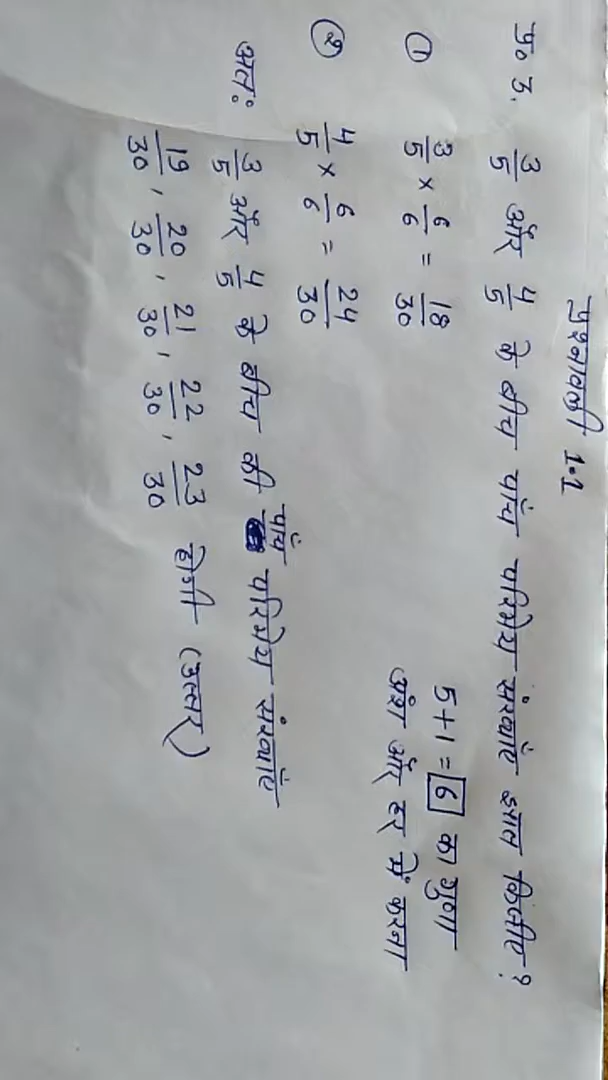 प्रश्नावली 1.1
प्र० 3. 3/5 और 4/5 के बीच पांच परिमेय संख्याएँ ज्ञात किजीए?
① 3/5 × 6/6 = 18/30
5+1 = 6 का गुणा
अंश और हर में करना
② 4/5 × 6/6 = 24/30
अतः 3/5 और 4/5 के बीच की पाँच परिमेय संख्याएँ
19/30, 20/30, 21/30, 22/30, 23/30 होगी (उत्तर)